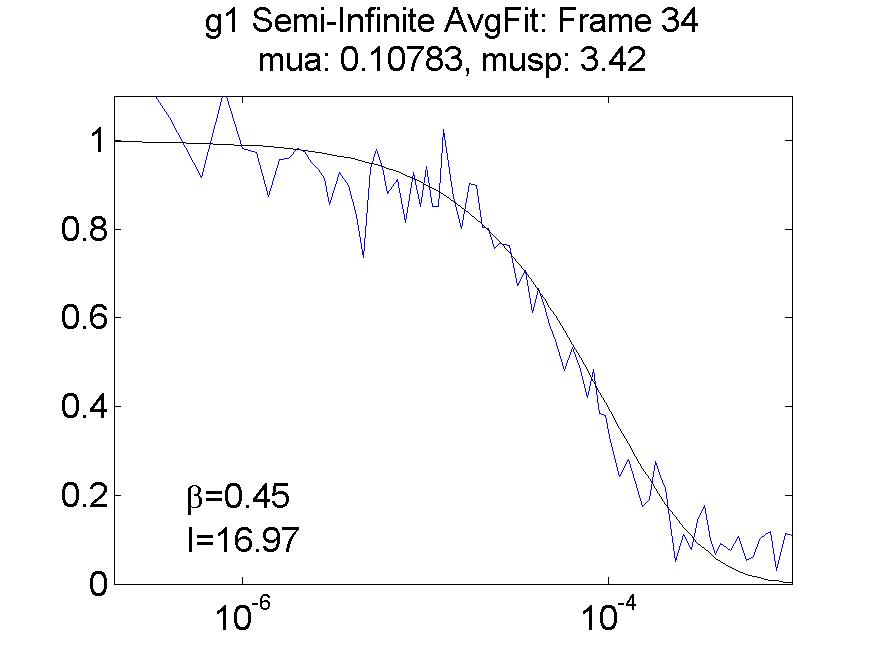 g1 Semi-Infinite AvgFit: Frame 34
mua: 0.10783, musp: 3.42
1
0.8
0.6
0.4
0.2
0
β=0.45
I=16.97
10^-6
10^-4